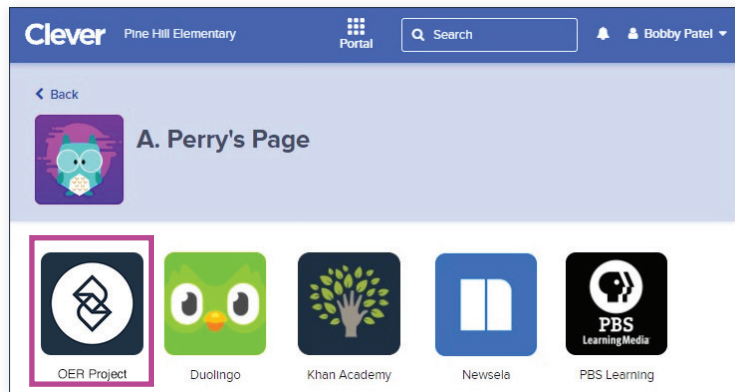 Clever Pine Hill Elementary Portal Search Bobby Patel
Back
A. Perry's Page
PBS
LearningMedia
OER Project Duolingo Khan Academy Newsela PBS Learning